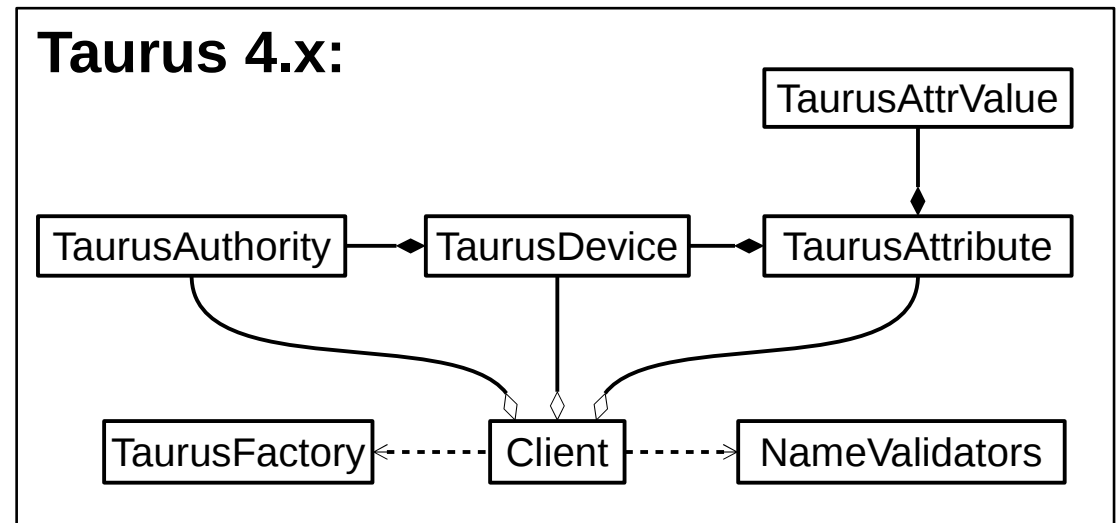 Taurus 4.x:
TaurusAttrValue
TaurusAuthority
TaurusDevice
TaurusAttribute
TaurusFactory
Client
NameValidators